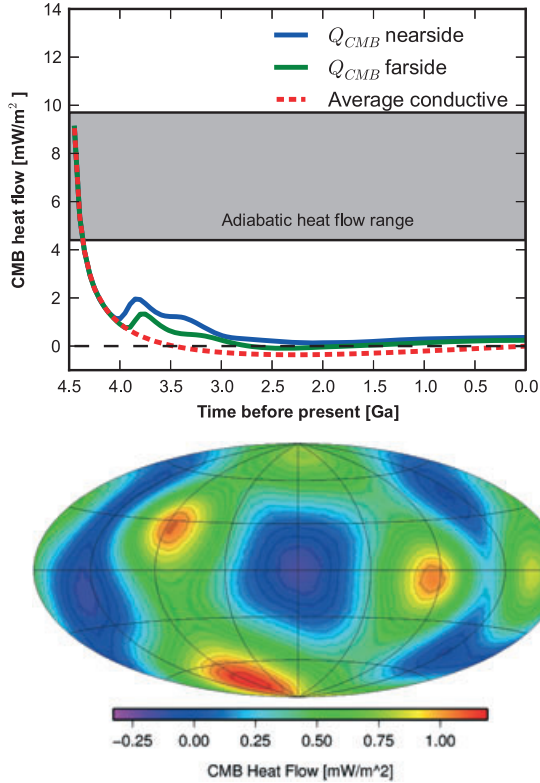 14
12
10
8
6
4
2
0
CMB heat flow [mW/m²]
Q_CMB nearside
Q_CMB farside
Average conductive
Adiabatic heat flow range
4.5 4.0 3.5 3.0 2.5 2.0 1.5 1.0 0.5 0.0
Time before present [Ga]
−0.25 0.00 0.25 0.50 0.75 1.00
CMB Heat Flow [mW/m^2]